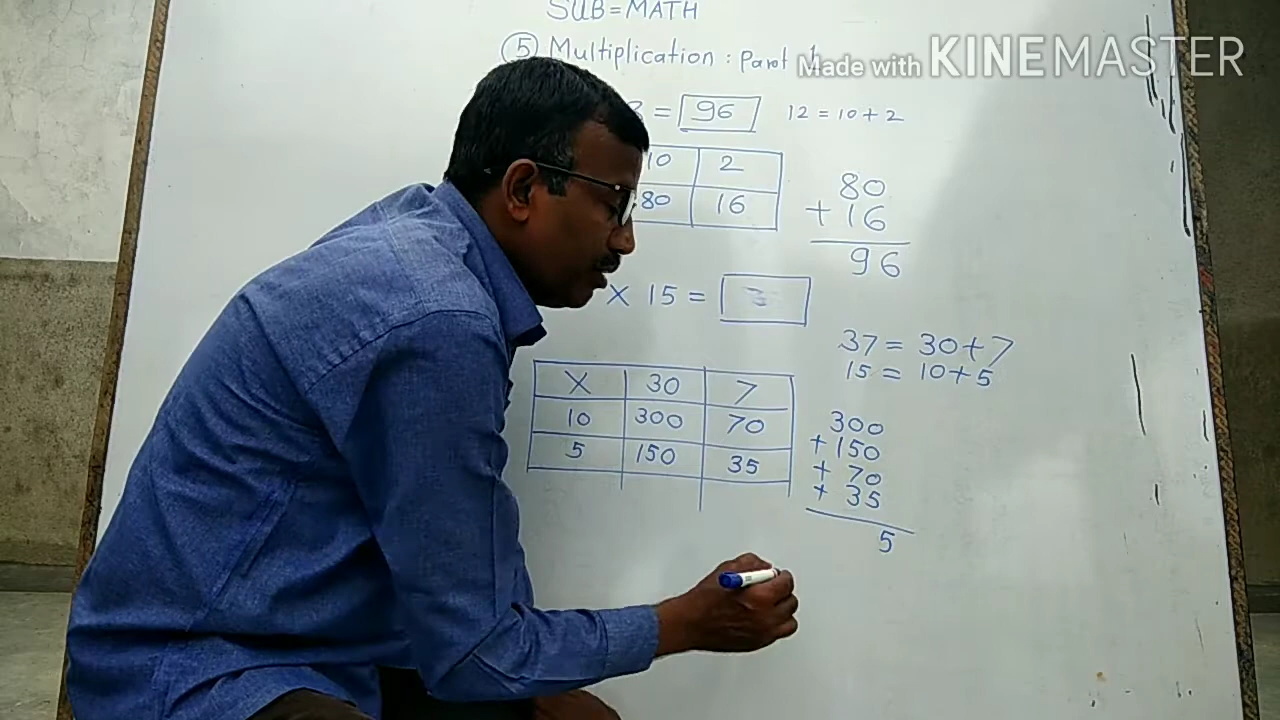 SUB = MATH
⑤ Multiplication : Part 1
Made with KINEMASTER
= 96 12 = 10 + 2
10 2
80 16
80
+ 16
96
X 15 =
37 = 30 + 7
15 = 10 + 5
X 30 7
10 300 70
5 150 35
300
+ 150
+ 70
+ 35
5